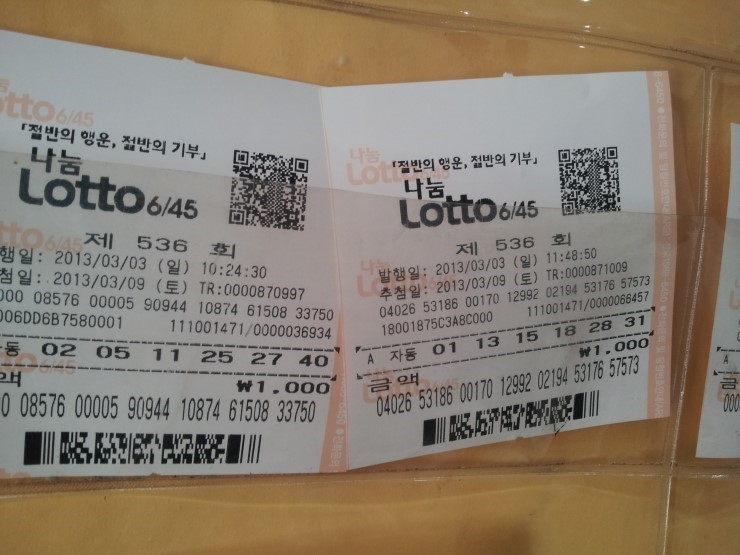 나눔
otto 6/45
「절반의 행운, 절반의 기부」
나눔
Lotto 6/45
제 536 회
행일: 2013/03/03 (일) 10:24:30
첨일: 2013/03/09 (토) TR:0000870997
000 08576 00005 90944 10874 61508 33750
006DD6B7580001 111001471/0000036934
동 02 05 11 25 27 40
₩1,000
0 08576 00005 90944 10874 61508 33750
나눔
「절반의 행운, 절반의 기부」
나눔
Lotto 6/45
제 536 회
발행일: 2013/03/03 (일) 11:48:50
추첨일: 2013/03/09 (토) TR:0000871009
04026 53186 00170 12992 02194 53176 57573
18001875C3A8C000 111001471/0000066457
A 자동 01 13 15 18 28 31
금액 ₩1,000
04026 53186 00170 12992 02194 53176 57573
A
금
000